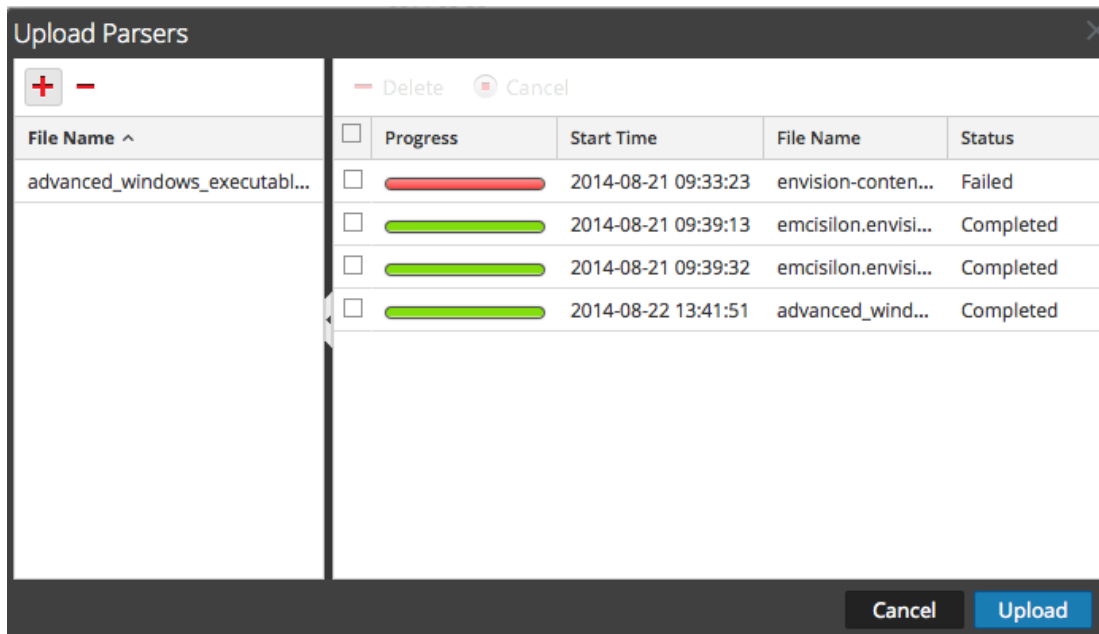 Upload Parsers
Delete Cancel
File Name Progress Start Time File Name Status
advanced_windows_executabl... 2014-08-21 09:33:23 envision-conten... Failed
2014-08-21 09:39:13 emcisilon.envisi... Completed
2014-08-21 09:39:32 emcisilon.envisi... Completed
2014-08-22 13:41:51 advanced_wind... Completed
Cancel Upload